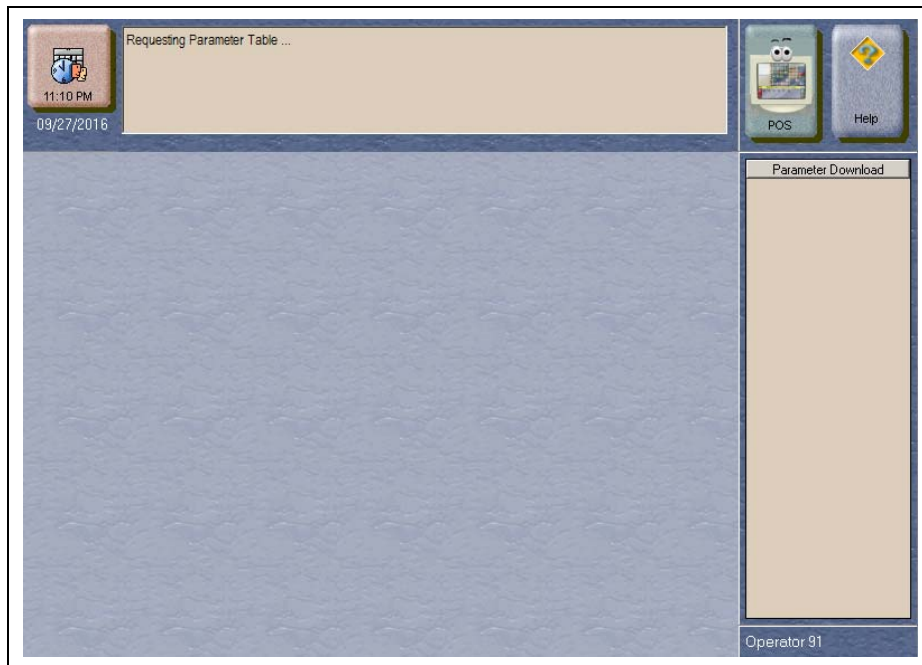 Requesting Parameter Table ...
11:10 PM
09/27/2016
POS
Help
Parameter Download
Operator 91